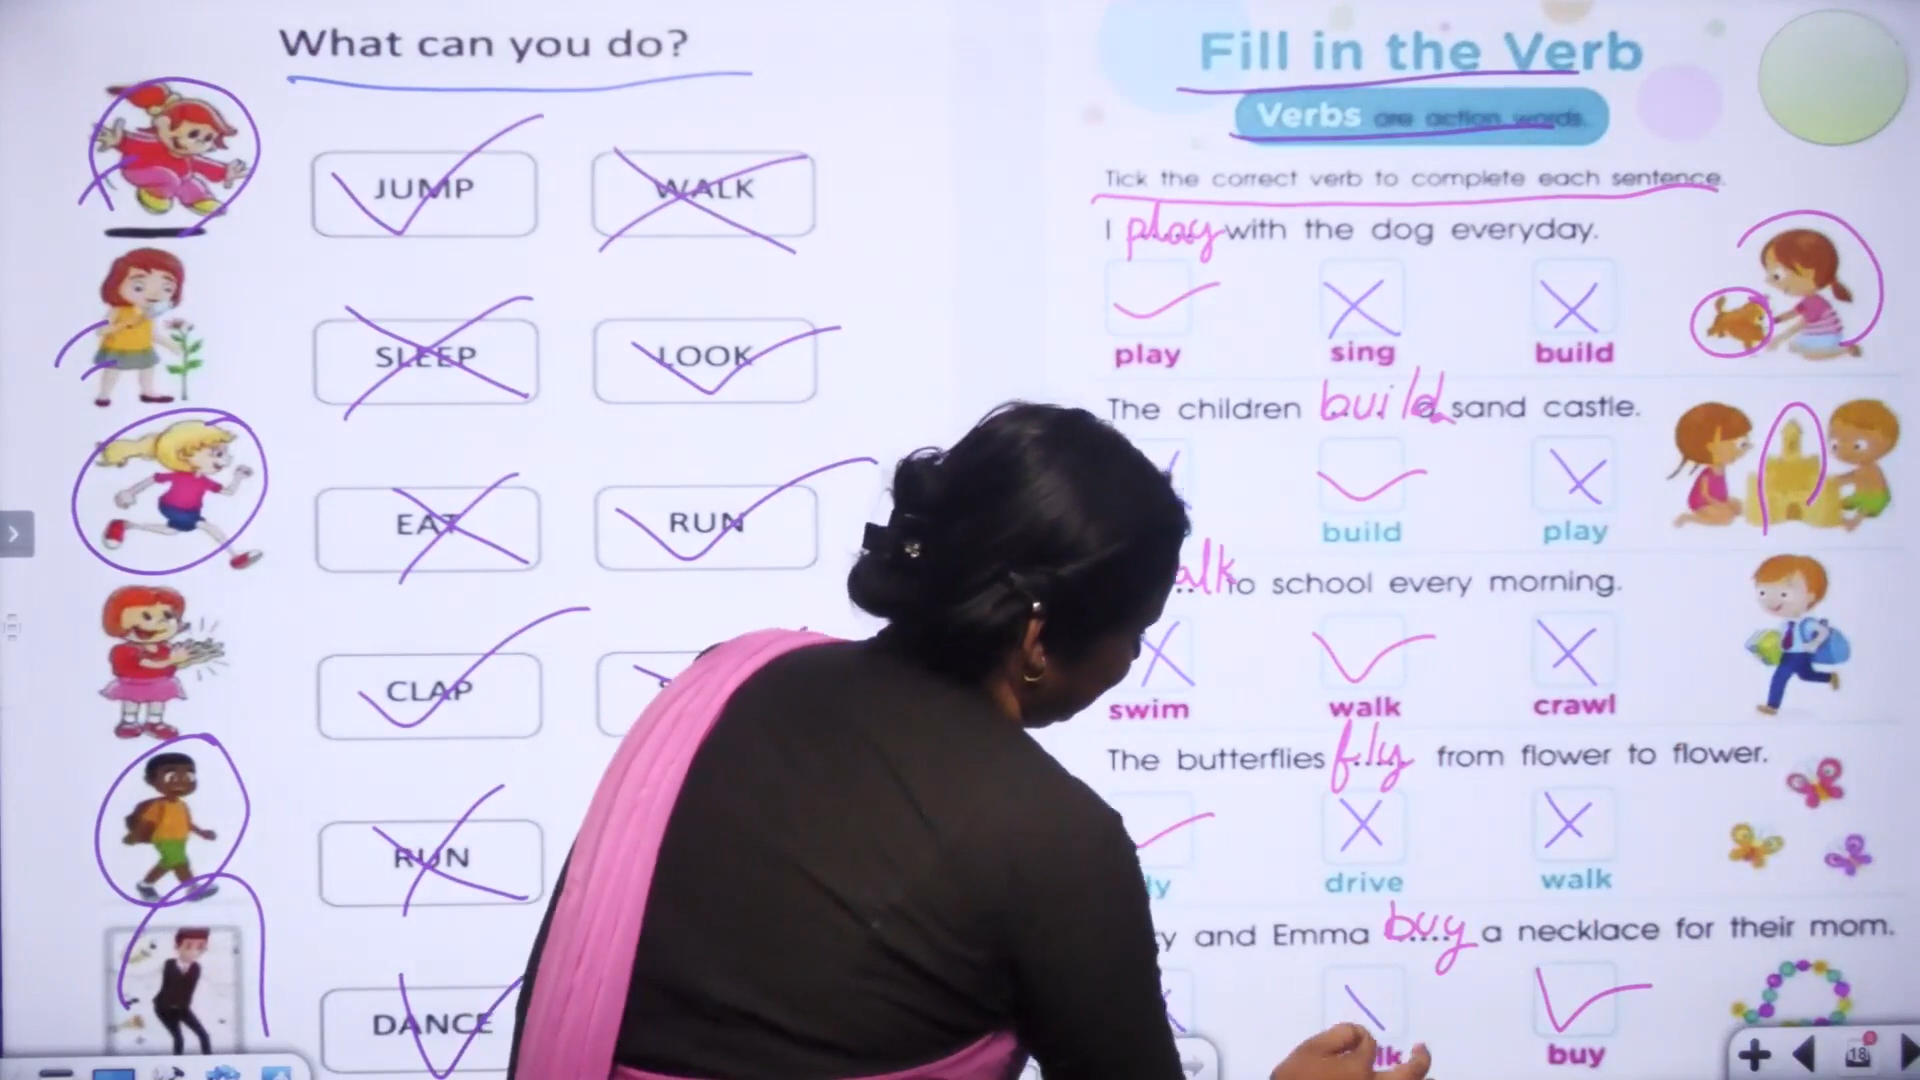 What can you do?
JUMP WALK
SLEEP LOOK
EAT RUN
CLAP
RUN
DANCE
Fill in the Verb
Verbs are action words.
Tick the correct verb to complete each sentence.
I play with the dog everyday.
play sing build
The children build sand castle.
build play
to school every morning.
swim walk crawl
The butterflies fly from flower to flower.
drive walk
and Emma buy a necklace for their mom.
buy
18